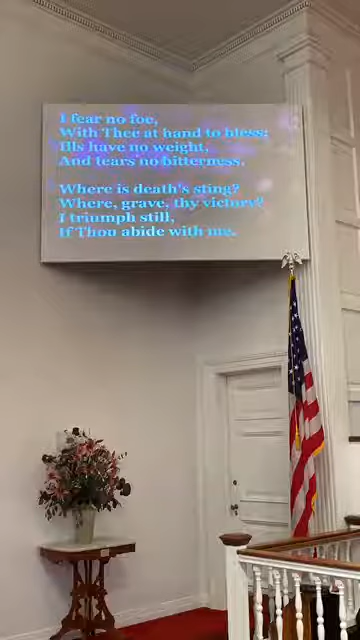 I fear no foe,
With Thee at hand to bless;
Ills have no weight,
And tears no bitterness.
Where is death's sting?
Where, grave, thy victory?
I triumph still,
If Thou abide with me.